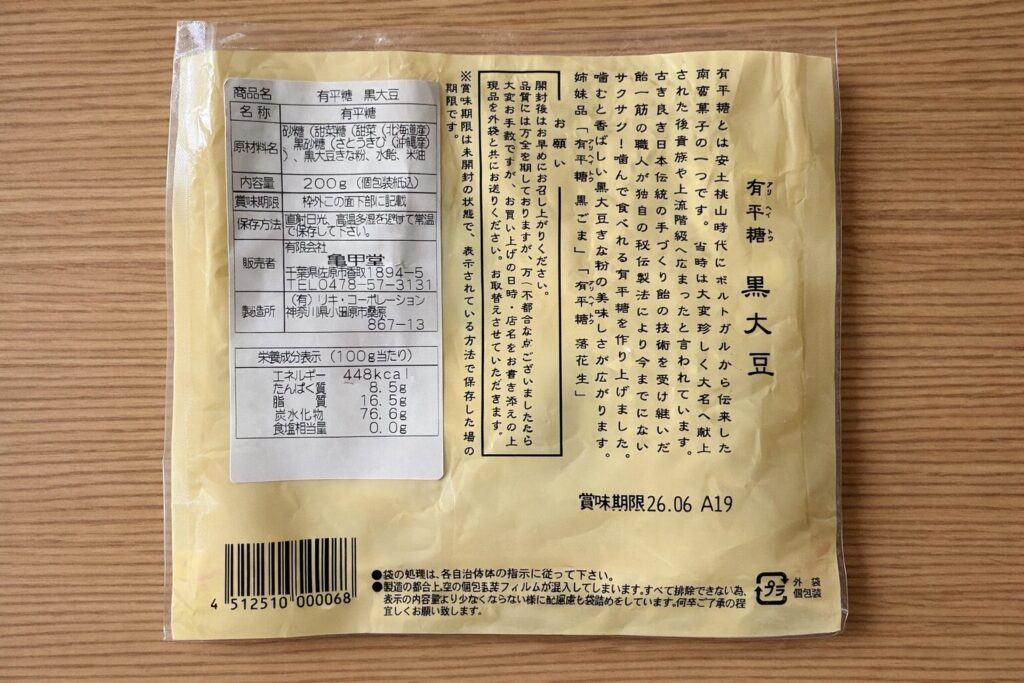 商品名 有平糖 黒大豆
名称 有平糖
原材料名 砂糖(甜菜糖(甜菜(北海道産)
、黒砂糖(さとうきび(沖縄産)
)、黒大豆きな粉、水飴、米油
内容量 200g(個包装紙込)
賞味期限 枠外この面下部に記載
保存方法 直射日光、高温多湿を避けて常温
で保存して下さい。
販売者 有限会社
亀甲堂
千葉県佐原市香取1894-5
TEL0478-57-3131
製造所 (有)リキ・コーポレーション
神奈川県小田原市桑原
867-13
栄養成分表示(100g当たり)
エネルギー 448kcal
たんぱく質 8.5g
脂質 16.5g
炭水化物 76.6g
食塩相当量 0.0g
有平糖 黒大豆
アリ ヘイ トウ
有平糖とは安土桃山時代にポルトガルから伝来した
南蛮菓子の一つです。当時は大変珍しく大名へ献上
された後貴族や上流階級へ広まったと言われています。
古き良き日本伝統の手づくり飴の技術を受け継いだ
飴一筋の職人が独自の秘伝製法により今までにない
サクサク!噛んで食べれる有平糖を作り上げました。
噛むと香ばしい黒大豆きな粉の美味しさが広がります。
姉妹品「有平糖 黒ごま」「有平糖 落花生」
アリヘイトウ アリヘイトウ
お願い
開封後はお早めにお召し上がりください。
品質には万全を期しておりますが、万一不都合な点ございましたら
大変お手数ですが、お買い上げの日時・店名をお書き添えの上
現品を外袋と共にお送りください。お取替えさせていただきます。
※賞味期限は未開封の状態で、表示されている方法で保存した場の
期限です。
賞味期限26.06 A19
4 512510 000068
●袋の処理は、各自治体の指示に従って下さい。
●製造の都合上、空の個包装フィルムが混入してしまいます。すべて排除できない為、
表示の内容量より少なくならない様に配慮し袋詰めをしています。何卒ご了承の程
宜しくお願い致します。
プラ
外袋
個包装